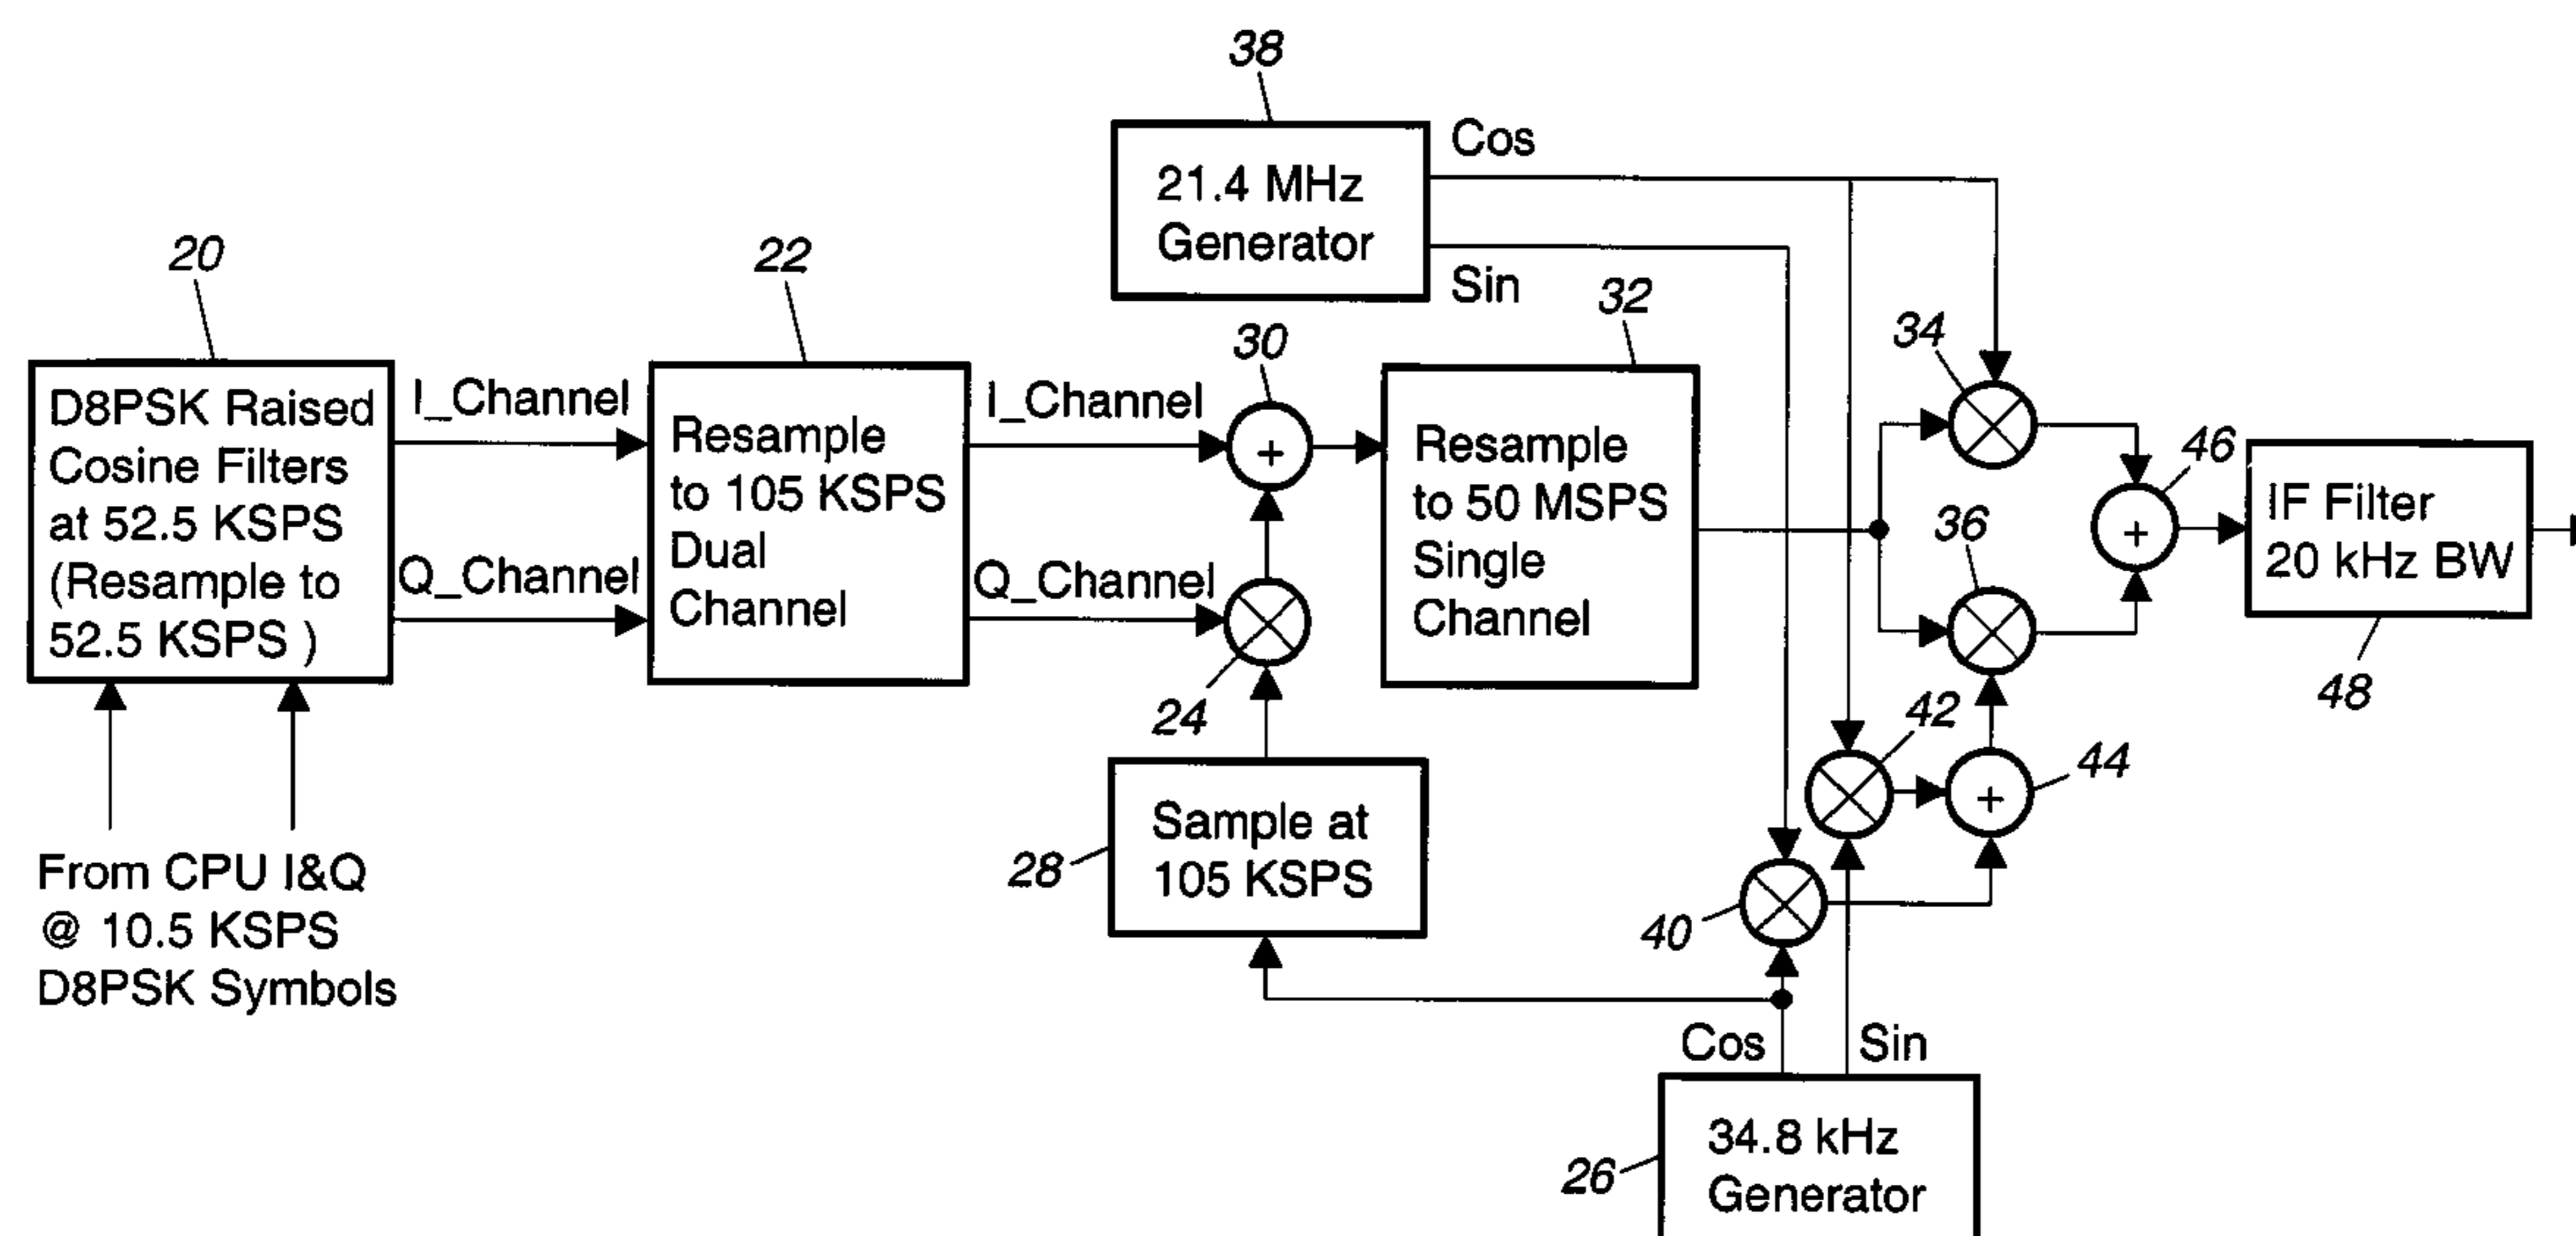 38
Cos
21.4 MHz
Generator
Sin
20
22
30
32
34
D8PSK Raised
Cosine Filters
at 52.5 KSPS
(Resample to
52.5 KSPS )
I_Channel
Q_Channel
Resample
to 105 KSPS
Dual
Channel
I_Channel
Q_Channel
+
24
Resample
to 50 MSPS
Single
Channel
36
46
+
IF Filter
20 kHz BW
48
42
44
+
Sample at
105 KSPS
28
40
From CPU I&Q
@ 10.5 KSPS
D8PSK Symbols
Cos
Sin
34.8 kHz
Generator
26